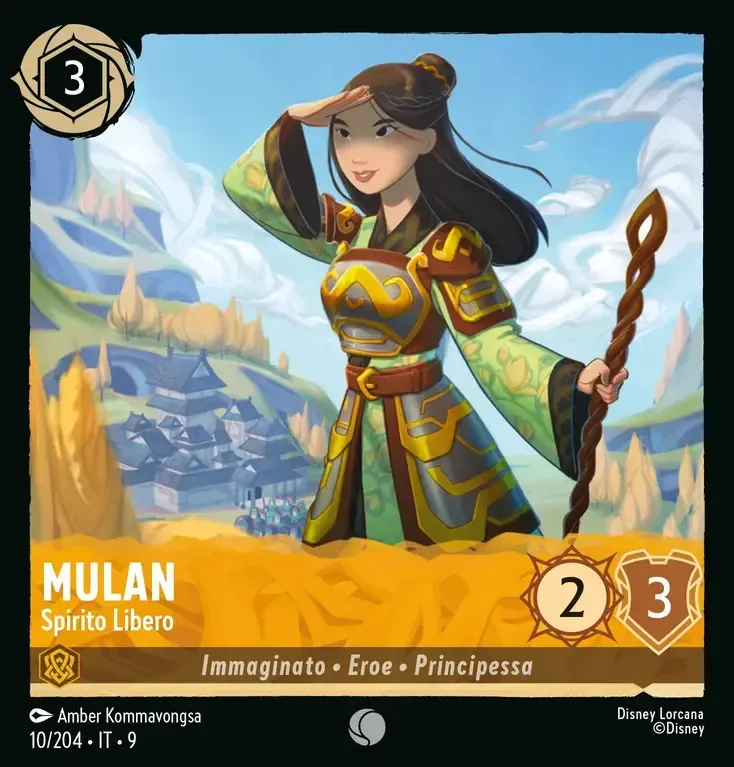 3
MULAN
Spirito Libero
2
3
Immaginato • Eroe • Principessa
Amber Kommavongsa
10/204 • IT • 9
Disney Lorcana
©Disney